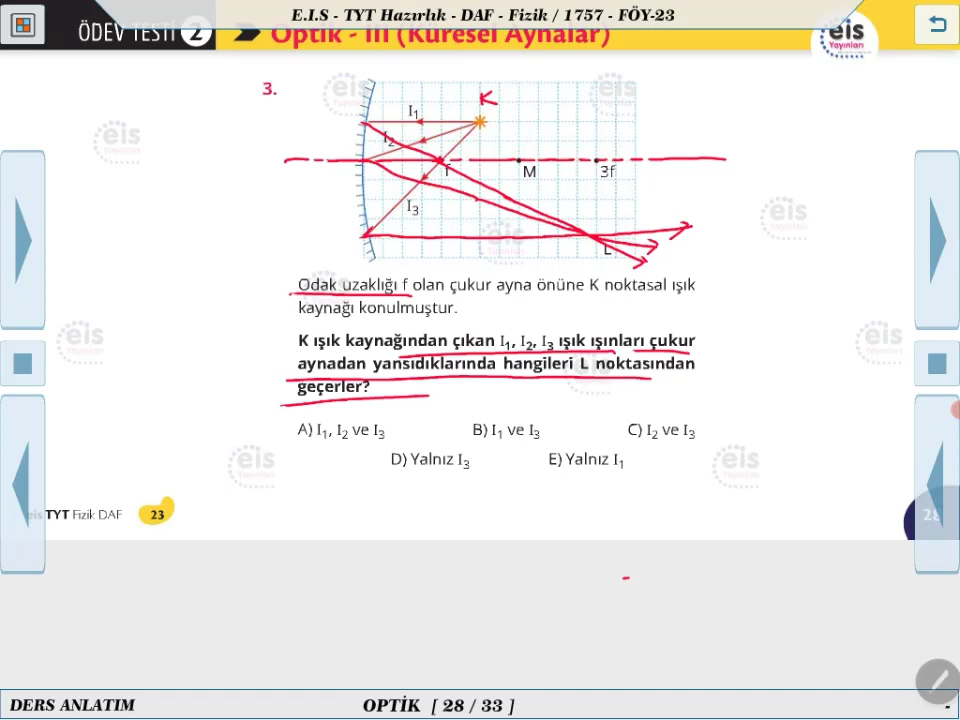 E.I.S - TYT Hazırlık - DAF - Fizik / 1757 - FÖY-23
ÖDEV TESTİ 2
Optik - III (Küresel Aynalar)
eis
Yayınları
3.
K
I1
I2
f
M
3f
I3
L
Odak uzaklığı f olan çukur ayna önüne K noktasal ışık
kaynağı konulmuştur.
K ışık kaynağından çıkan I1, I2, I3 ışık ışınları çukur
aynadan yansıdıklarında hangileri L noktasından
geçerler?
A) I1, I2 ve I3
B) I1 ve I3
C) I2 ve I3
D) Yalnız I3
E) Yalnız I1
eis TYT Fizik DAF
23
28
DERS ANLATIM
OPTİK [ 28 / 33 ]